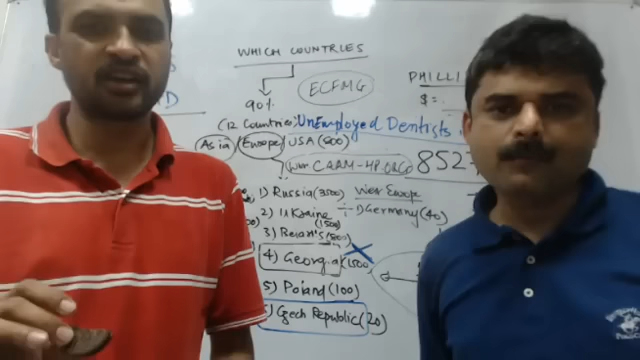 WHICH COUNTRIES
ECFMG
PHILLI
90%
$ =
(12 Countries) UnEmployed Dentists
Asia / Europe / USA (500)
www CAAM-HP.ORG 852
1) Russia (3500) West Europe
2) Ukraine (1500) 1) Germany (40)
3)
4) Georgia (1500
5) Poland (100)
) Czech Republic (20)